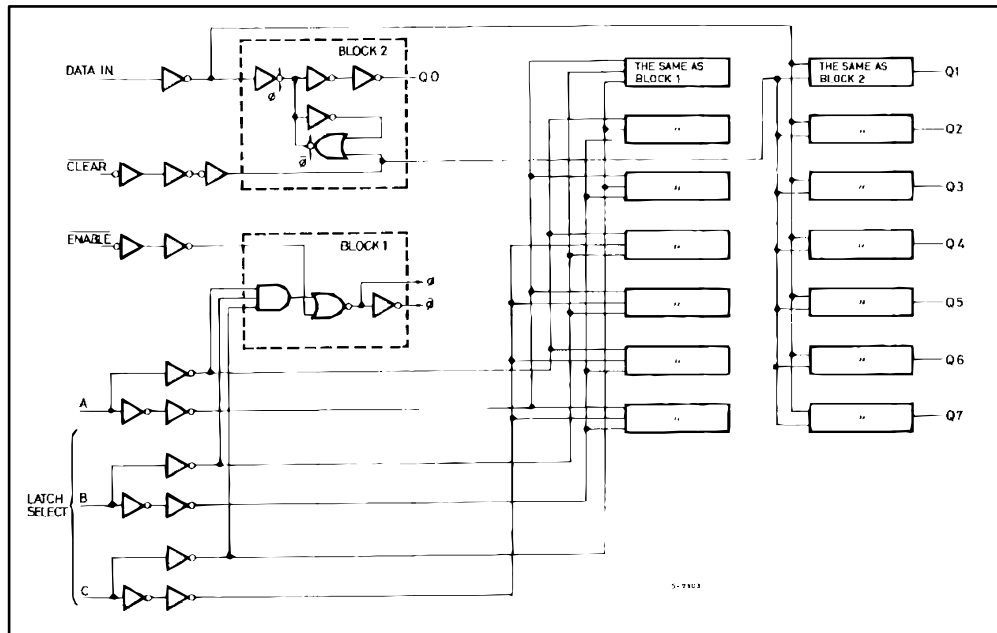 BLOCK 2
DATA IN
Q0
ø
ø̄
CLEAR
ENABLE
BLOCK 1
ø
ø̄
A
LATCH
SELECT
B
C
THE SAME AS
BLOCK 1
"
"
"
"
"
"
THE SAME AS
BLOCK 2
"
"
"
"
"
"
Q1
Q2
Q3
Q4
Q5
Q6
Q7